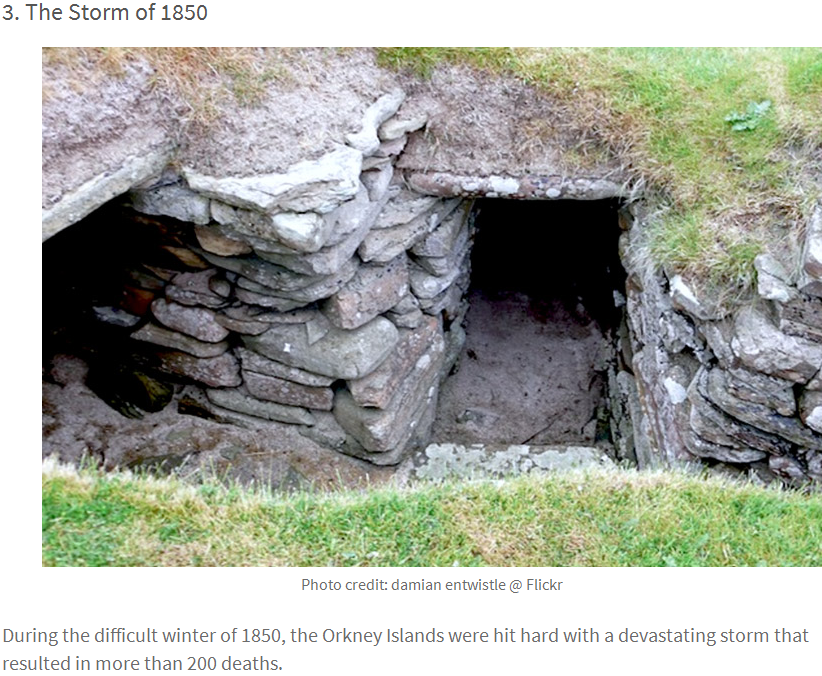 3. The Storm of 1850
Photo credit: damian entwistle @ Flickr
During the difficult winter of 1850, the Orkney Islands were hit hard with a devastating storm that
resulted in more than 200 deaths.